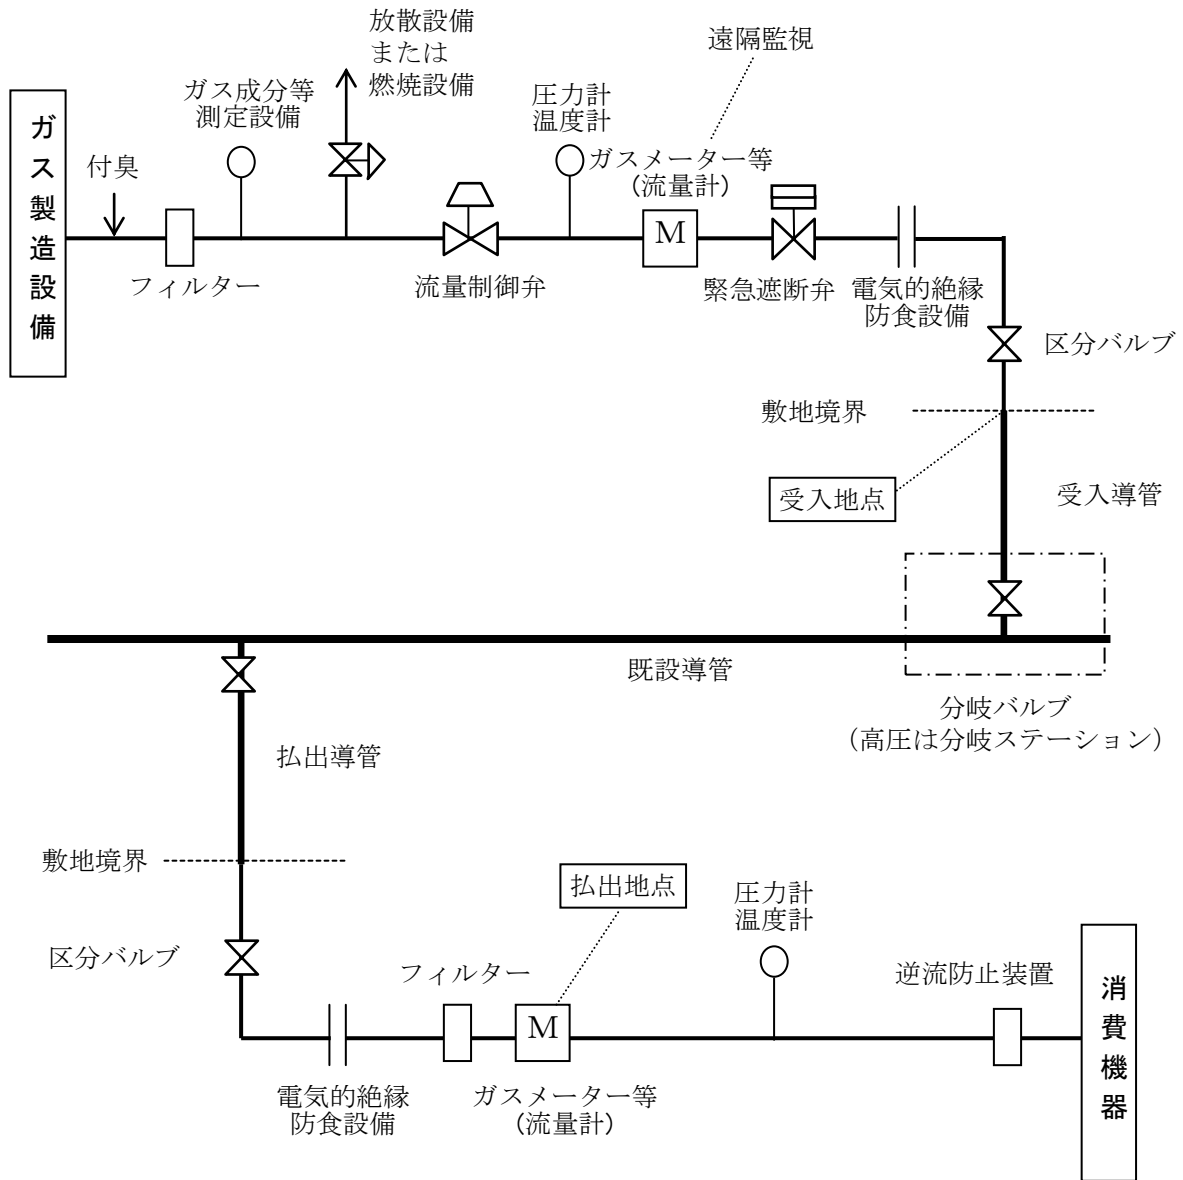 放散設備
または
燃焼設備
遠隔監視
ガス成分等
測定設備
圧力計
温度計
ガス製造設備
付臭
ガスメーター等
（流量計）
M
フィルター
流量制御弁
緊急遮断弁
電気的絶縁
防食設備
区分バルブ
敷地境界
受入地点
受入導管
既設導管
分岐バルブ
（高圧は分岐ステーション）
払出導管
敷地境界
払出地点
圧力計
温度計
区分バルブ
フィルター
逆流防止装置
消費機器
M
電気的絶縁
防食設備
ガスメーター等
（流量計）